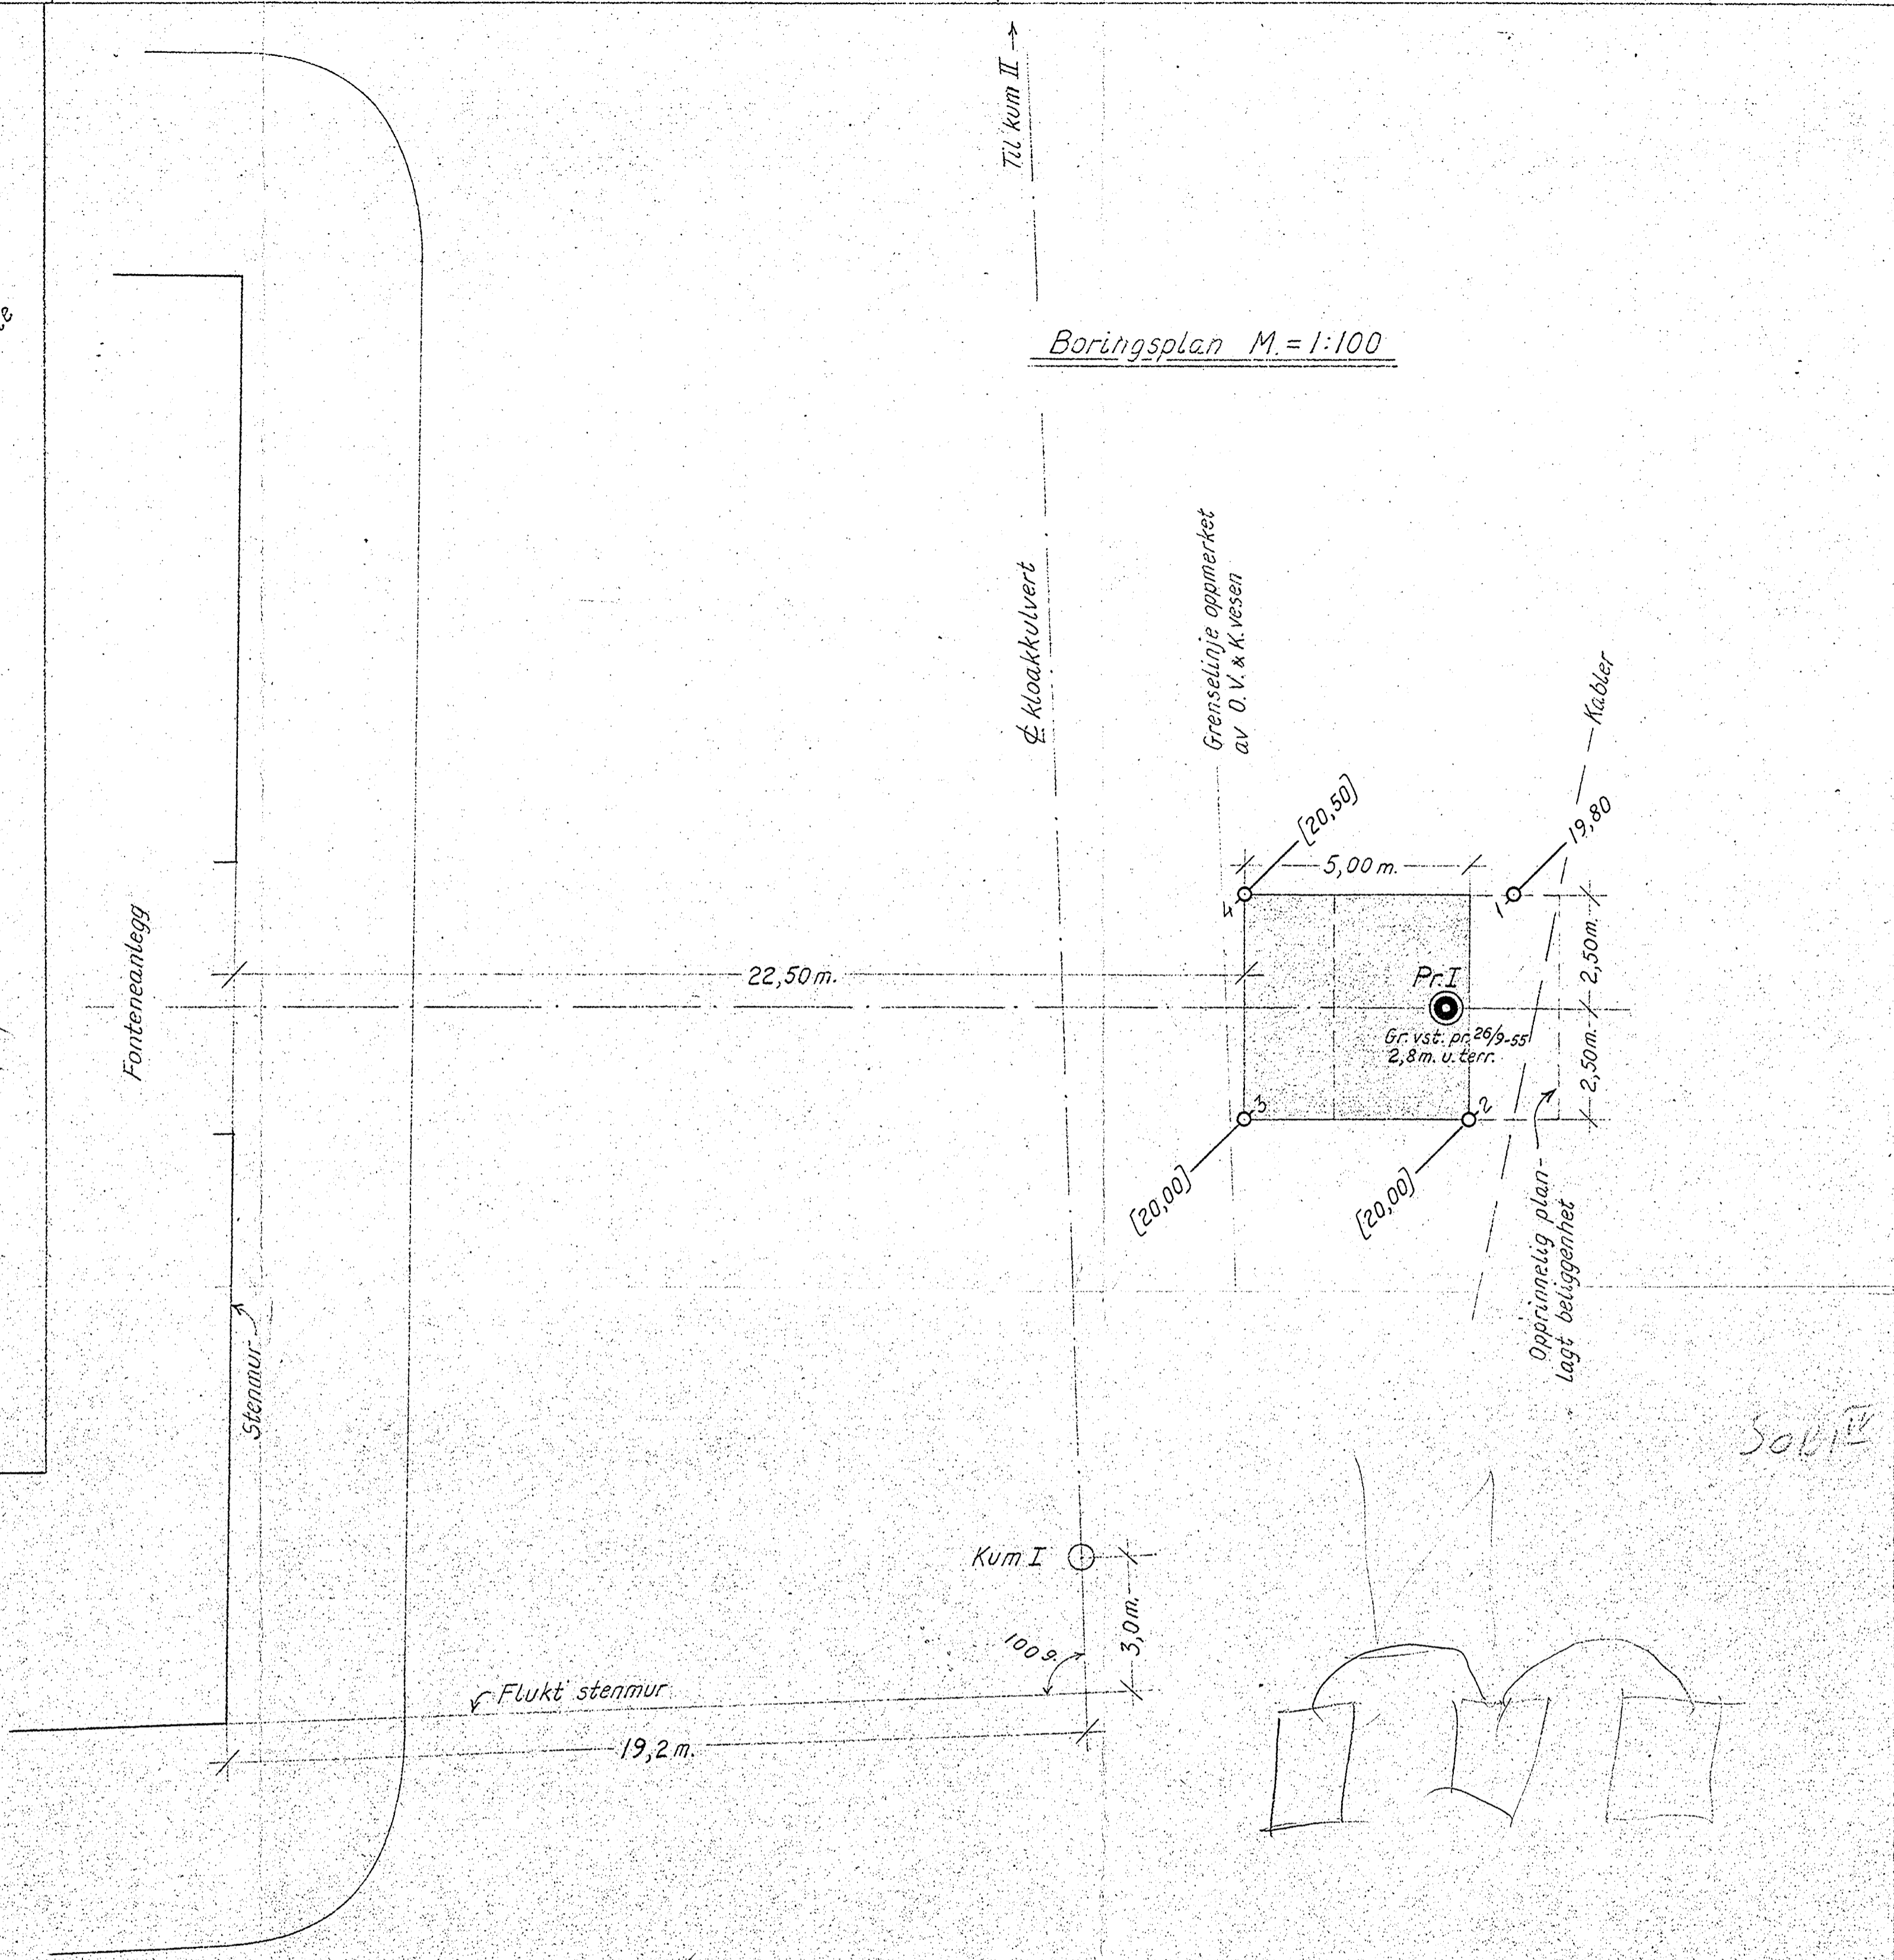 Til kum II
Boringsplan M. = 1:100
℄ kloakkulvert
Grenselinje oppmerket
av O.V. & K.vesen
Kabler
[20,50]
19,80
5,00 m.
4
1
2,50m.
2,50m.
Fonteneanlegg
22,50 m.
Pr. I
Gr. vst. pr. 26/9-55
2,8 m. u. terr.
3
2
[20,00]
[20,00]
Opprinnelig plan-
lagt beliggenhet
Stenmur
Kum I
3,0 m.
100 g.
Flukt stenmur
19,2 m.